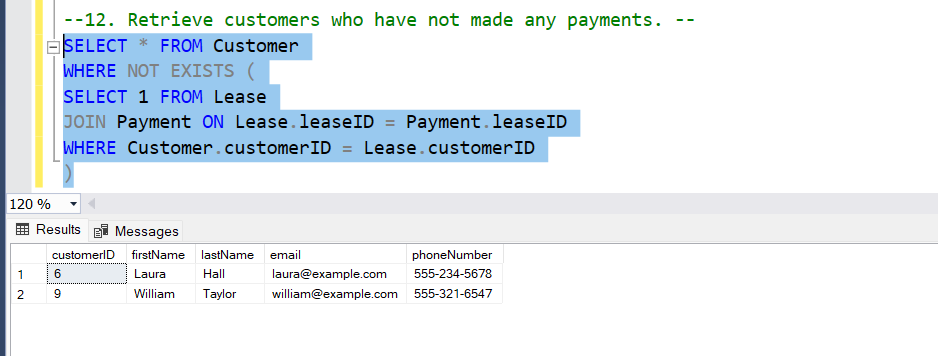 --12. Retrieve customers who have not made any payments. --
SELECT * FROM Customer
WHERE NOT EXISTS (
SELECT 1 FROM Lease
JOIN Payment ON Lease.leaseID = Payment.leaseID
WHERE Customer.customerID = Lease.customerID
)
120 %
Results Messages
customerID firstName lastName email phoneNumber
1 6 Laura Hall laura@example.com 555-234-5678
2 9 William Taylor william@example.com 555-321-6547